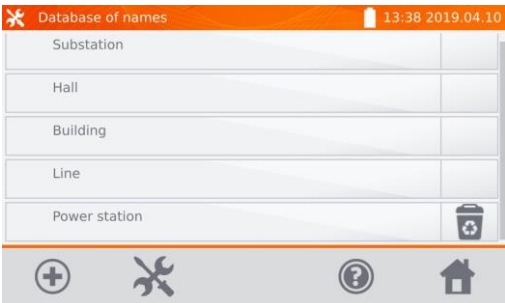 Database of names 13:38 2019.04.10
Substation
Hall
Building
Line
Power station